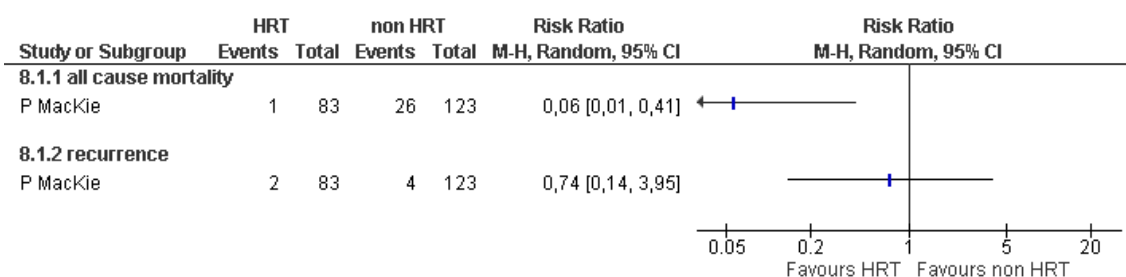 HRT non HRT Risk Ratio Risk Ratio
Study or Subgroup Events Total Events Total M-H, Random, 95% CI M-H, Random, 95% CI
8.1.1 all cause mortality
P MacKie 1 83 26 123 0,06 [0,01, 0,41]
8.1.2 recurrence
P MacKie 2 83 4 123 0,74 [0,14, 3,95]
0.05 0.2 1 5 20
Favours HRT Favours non HRT